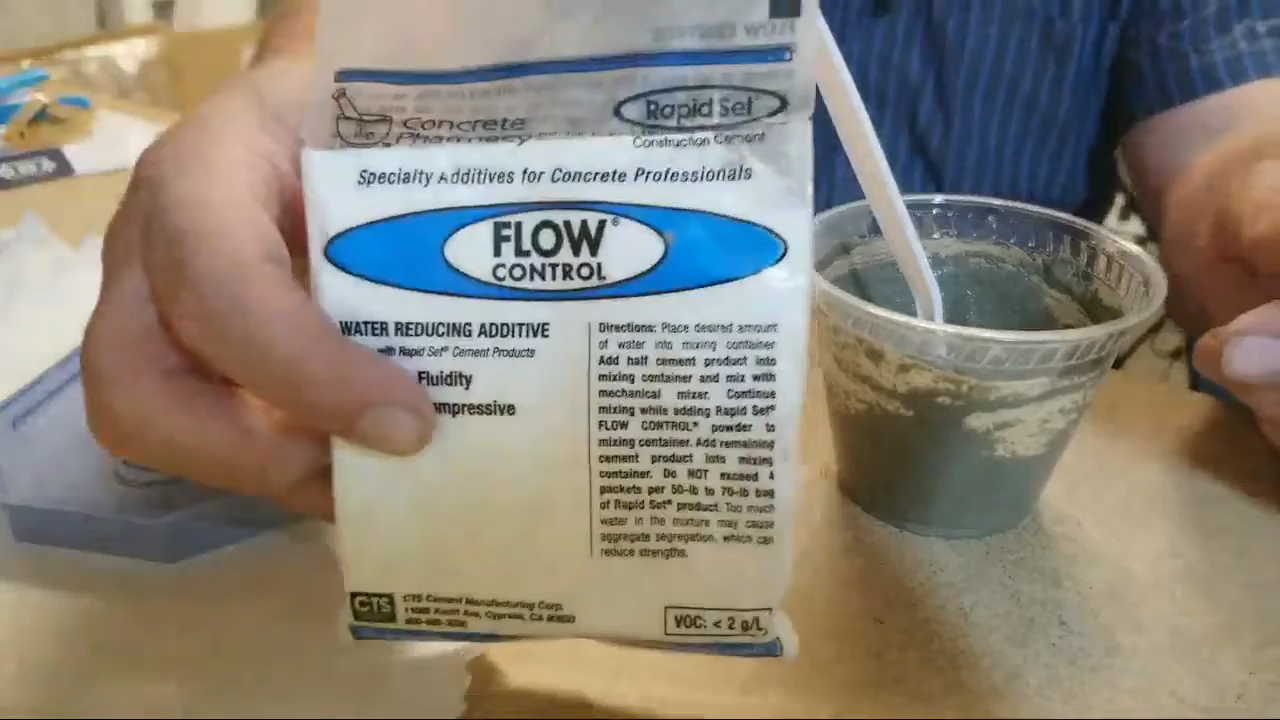 Concrete
Pharmacy
Rapid Set
Construction Cement
Specialty Additives for Concrete Professionals
FLOW®
CONTROL
WATER REDUCING ADDITIVE
with Rapid Set® Cement Products
Fluidity
mpressive
Directions: Place desired amount
of water into mixing container
Add half cement product into
mixing container and mix with
mechanical mixer. Continue
mixing while adding Rapid Set®
FLOW CONTROL® powder to
mixing container. Add remaining
cement product into mixing
container. Do NOT exceed 4
packets per 50-lb to 70-lb bag
of Rapid Set® product. Too much
water in the mixture may cause
aggregate segregation, which can
reduce strengths.
CTS
CTS Cement Manufacturing Corp.
Ave, Cypress, CA
VOC: < 2 g/L